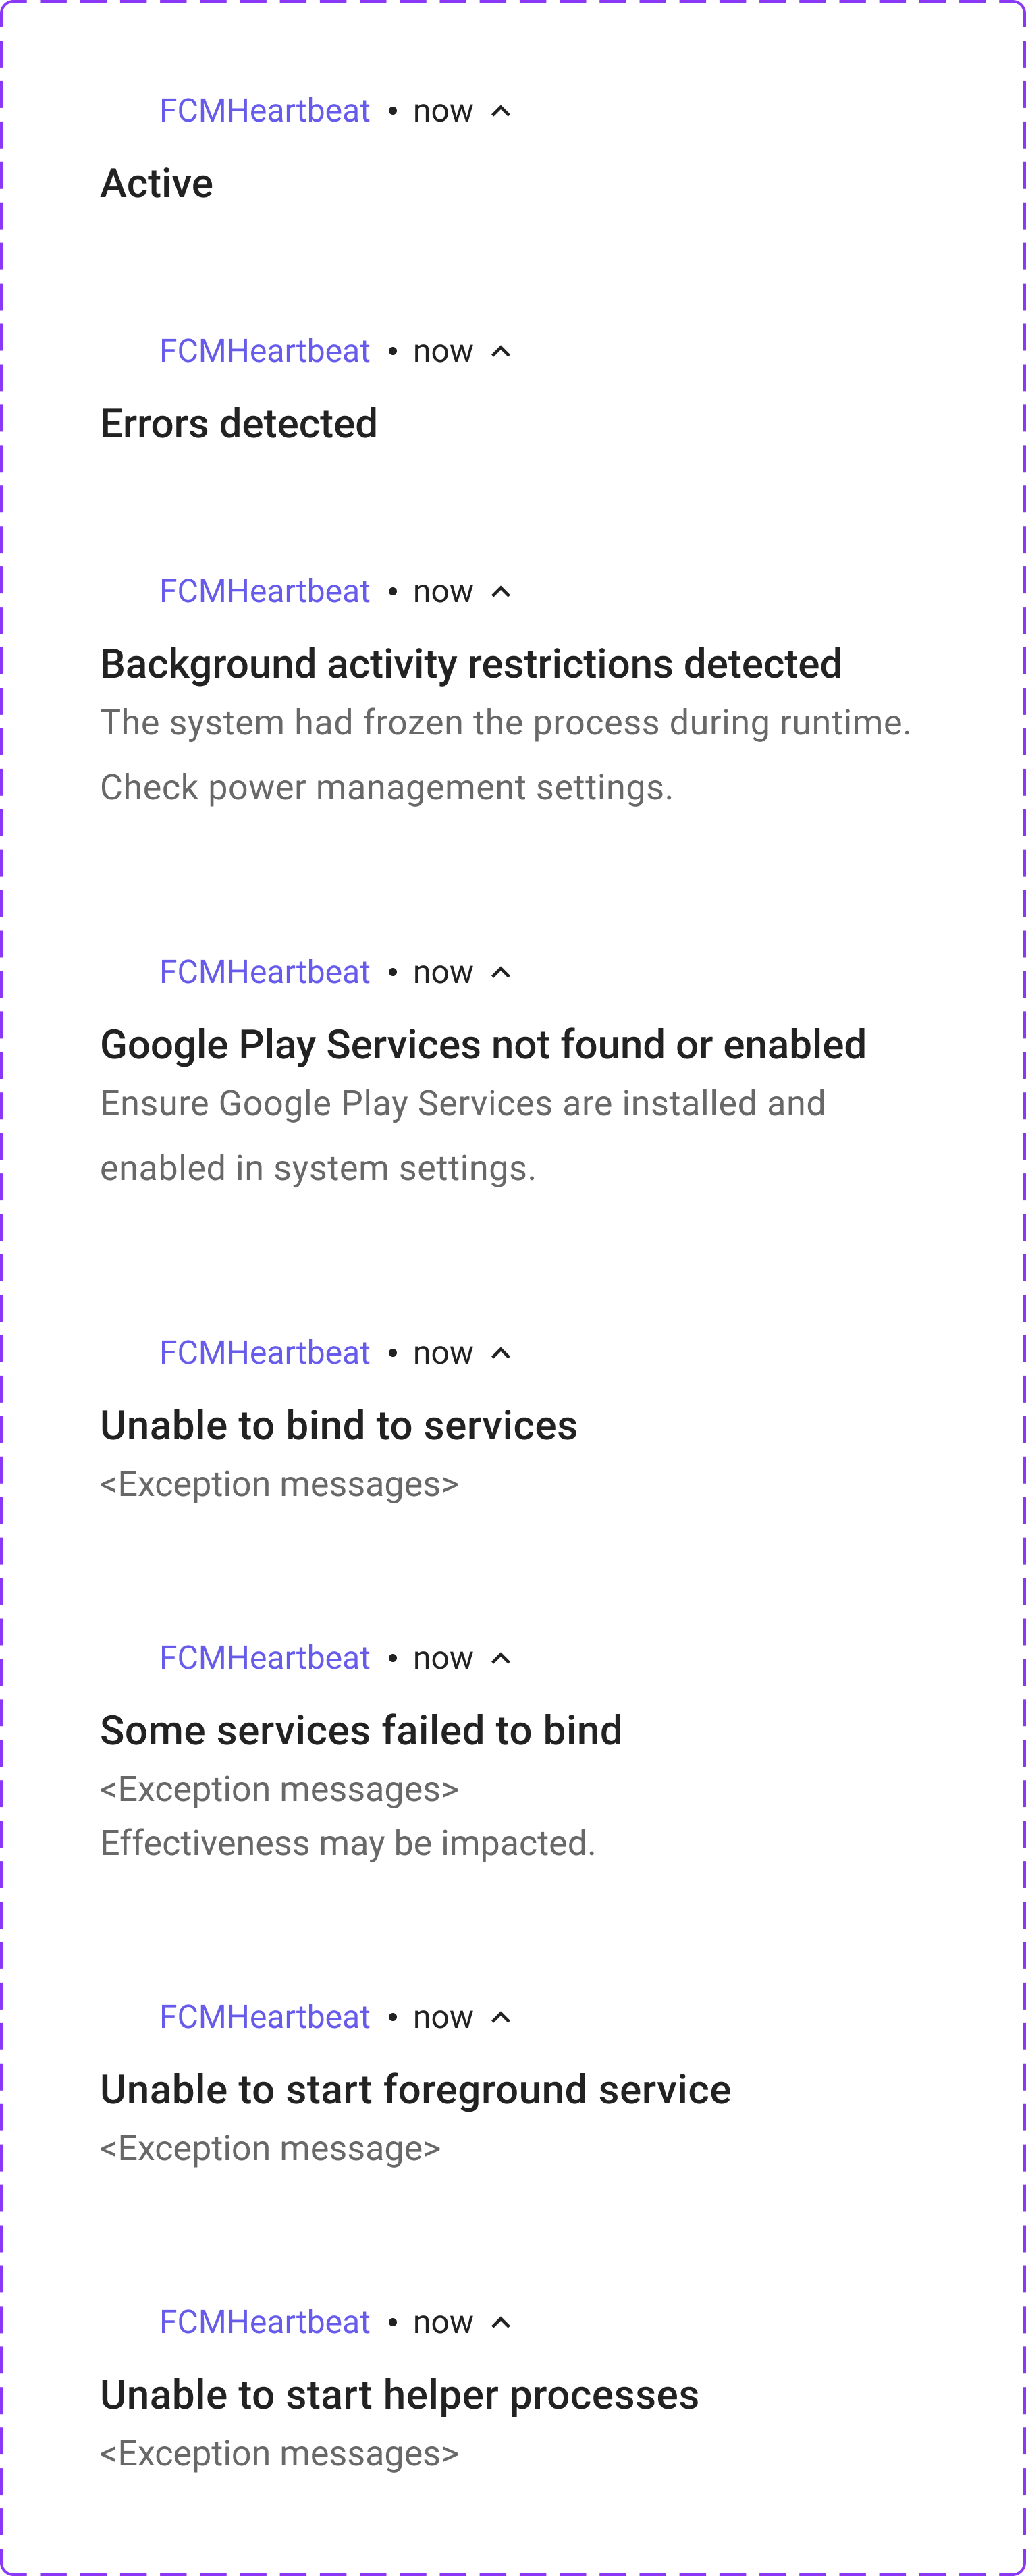 FCMHeartbeat • now
Active
FCMHeartbeat • now
Errors detected
FCMHeartbeat • now
Background activity restrictions detected
The system had frozen the process during runtime.
Check power management settings.
FCMHeartbeat • now
Google Play Services not found or enabled
Ensure Google Play Services are installed and
enabled in system settings.
FCMHeartbeat • now
Unable to bind to services
<Exception messages>
FCMHeartbeat • now
Some services failed to bind
<Exception messages>
Effectiveness may be impacted.
FCMHeartbeat • now
Unable to start foreground service
<Exception message>
FCMHeartbeat • now
Unable to start helper processes
<Exception messages>